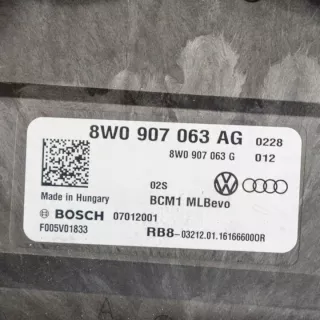 8W0 907 063 AG 0228
8W0 907 063 G 012
02S
Made in Hungary BCM1 MLBevo
BOSCH 07012001
F005V01833 RB8-03212.01.16166600OR